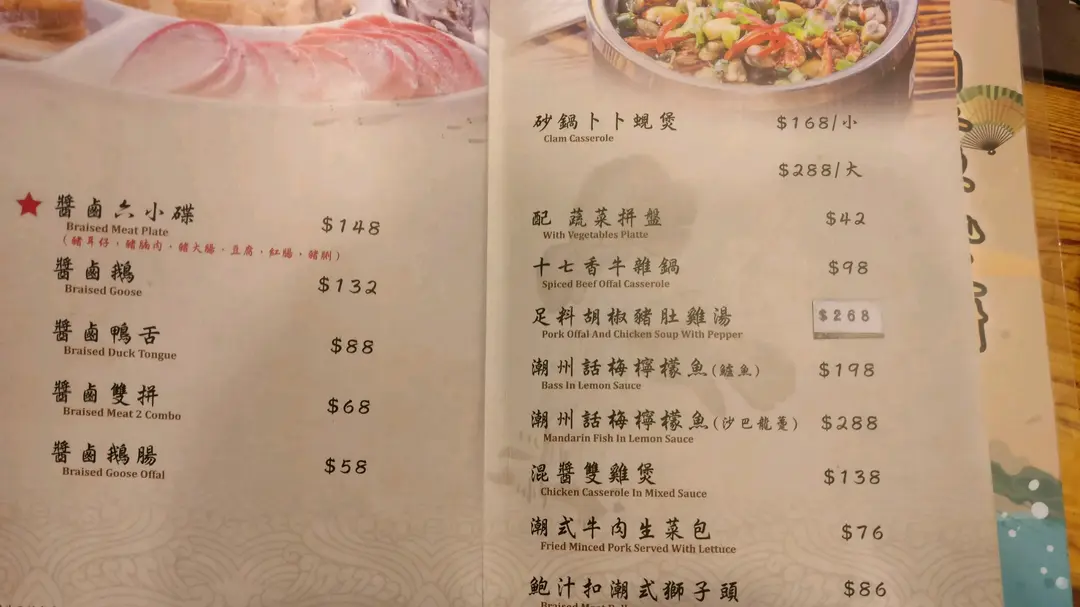 醬鹵六小碟 $148
Braised Meat Plate
(豬耳仔，豬腩肉，豬大腸，豆腐，紅腸，豬脷)
醬鹵鵝 $132
Braised Goose
醬鹵鴨舌 $88
Braised Duck Tongue
醬鹵雙拼 $68
Braised Meat 2 Combo
醬鹵鵝腸 $58
Braised Goose Offal
砂鍋卜卜蜆煲 $168/小
Clam Casserole
$288/大
配 蔬菜拼盤 $42
With Vegetables Platte
十七香牛雜鍋 $98
Spiced Beef Offal Casserole
足料胡椒豬肚雞湯 $268
Pork Offal And Chicken Soup With Pepper
潮州話梅檸檬魚(鱸魚) $198
Bass In Lemon Sauce
潮州話梅檸檬魚(沙巴龍躉) $288
Mandarin Fish In Lemon Sauce
混醬雙雞煲 $138
Chicken Casserole In Mixed Sauce
潮式牛肉生菜包 $76
Fried Minced Pork Served With Lettuce
鮑汁扣潮式獅子頭 $86
Braised Meat Ball